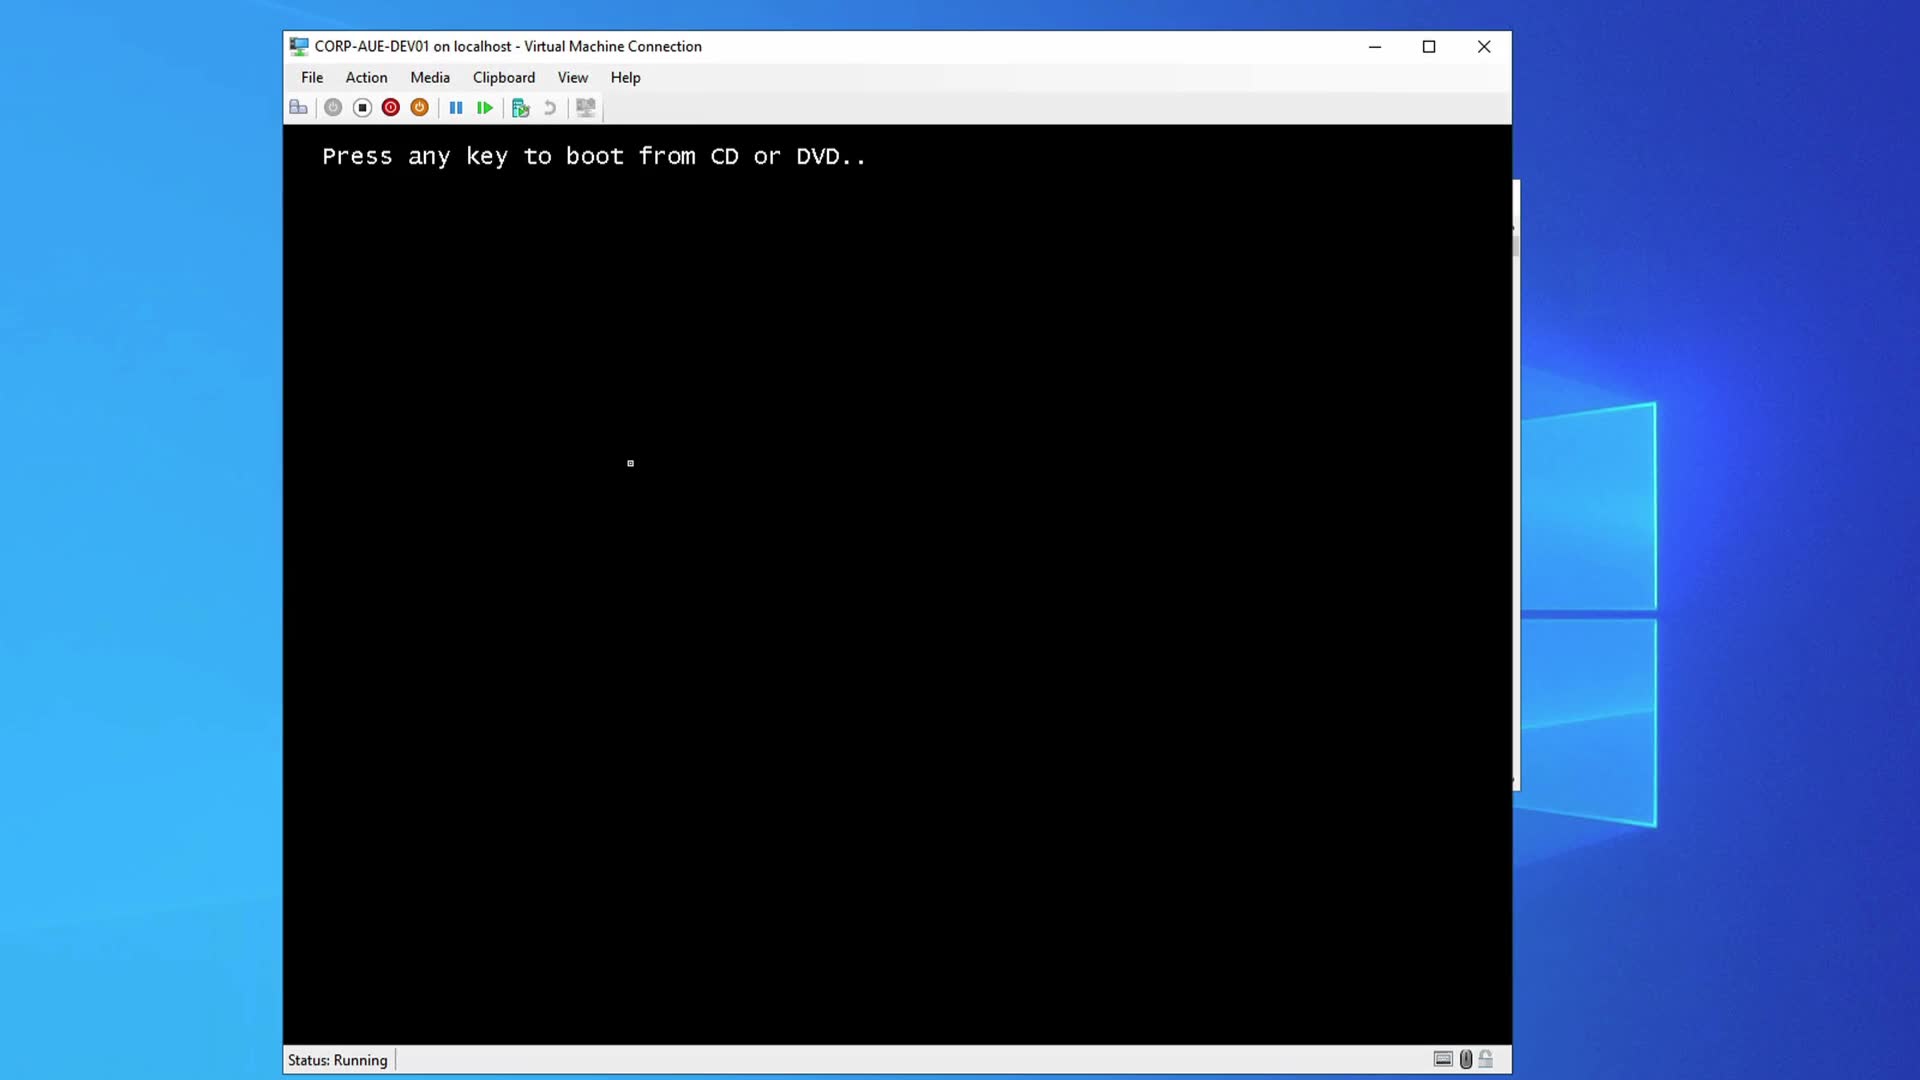 CORP-AUE-DEV01 on localhost - Virtual Machine Connection
File Action Media Clipboard View Help
Press any key to boot from CD or DVD..
Status: Running